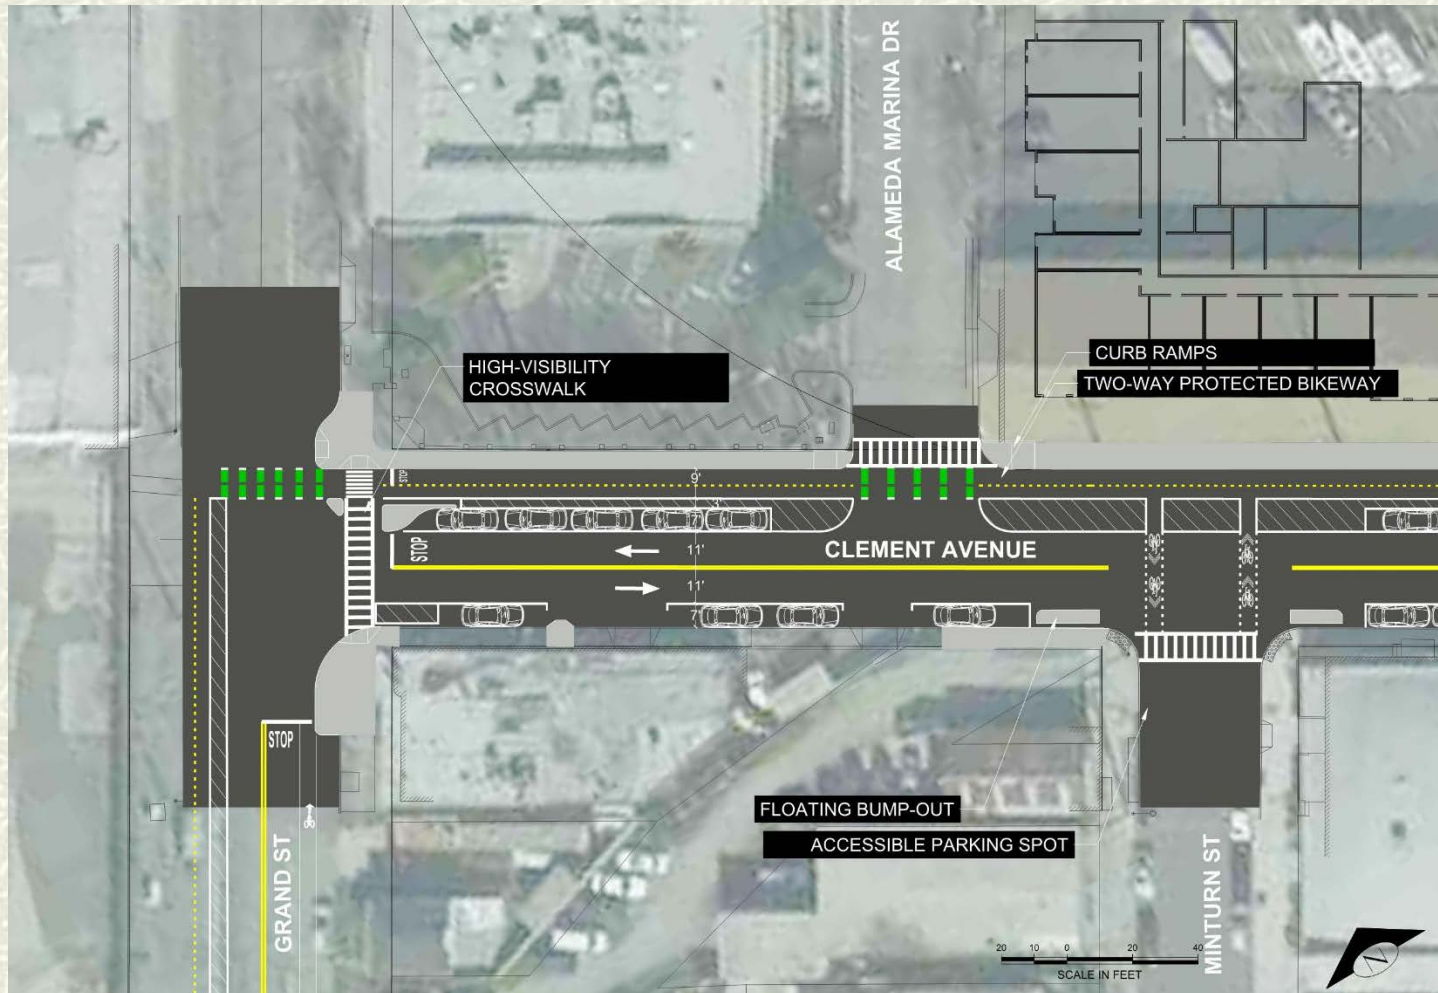 ALAMEDA MARINA DR
HIGH-VISIBILITY
CROSSWALK
CURB RAMPS
TWO-WAY PROTECTED BIKEWAY
STOP
9'
3'
7'
STOP
11'
CLEMENT AVENUE
11'
7'
STOP
FLOATING BUMP-OUT
ACCESSIBLE PARKING SPOT
GRAND ST
MINTURN ST
S
20 10 0 20 40
SCALE IN FEET
N